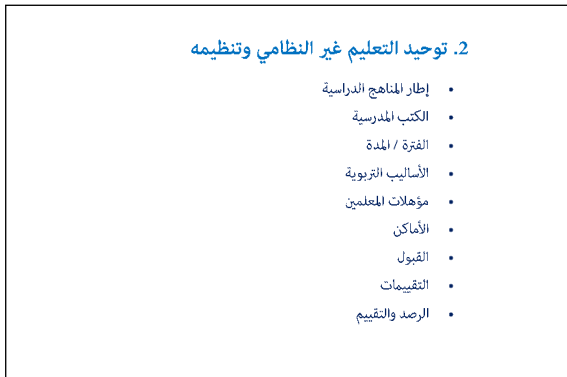 2. توحيد التعليم غير النظامي وتنظيمه
• إطار المناهج الدراسية
• الكتب المدرسية
• الفترة / المدة
• الأساليب التربوية
• مؤهلات المعلمين
• الأماكن
• القبول
• التقييمات
• الرصد والتقييم